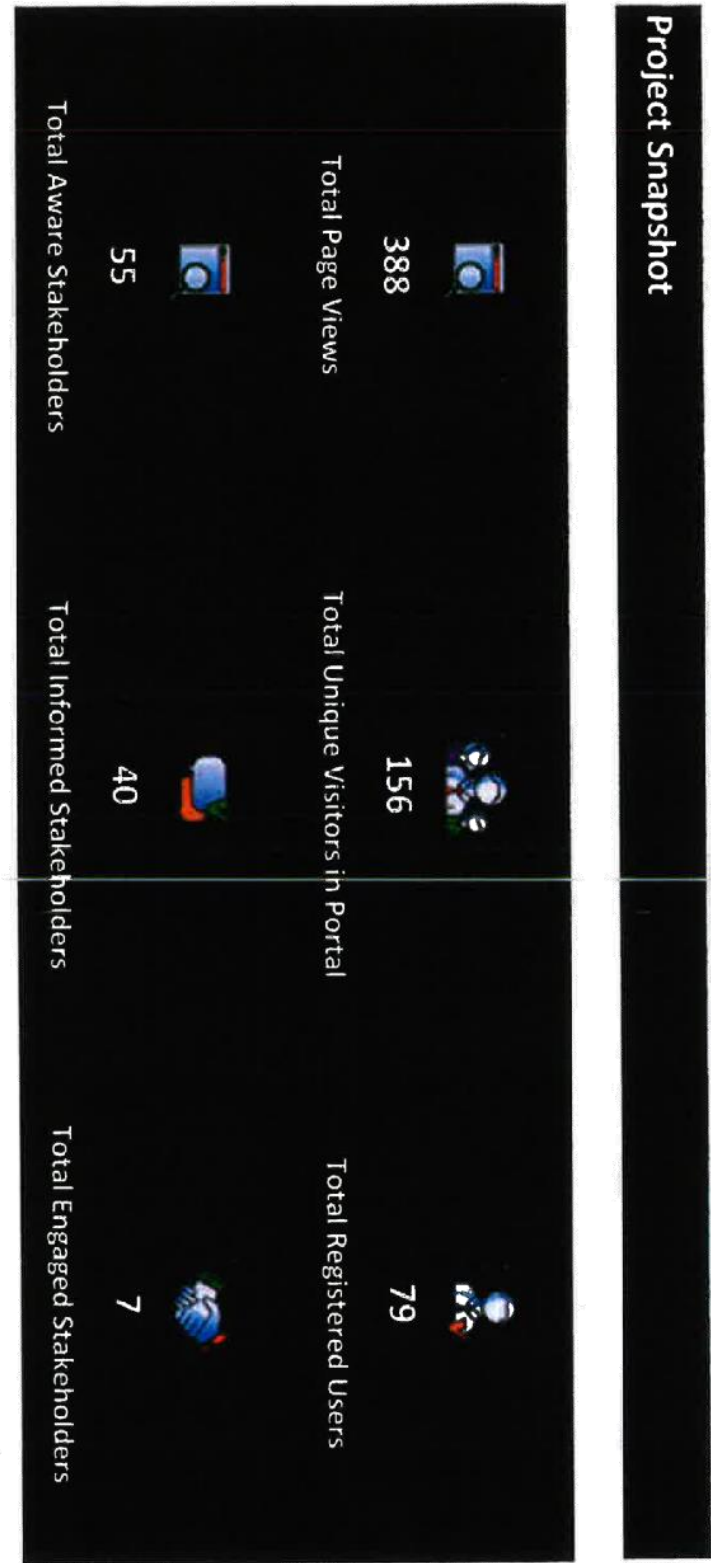 Project Snapshot
388
156
79
Total Page Views
Total Unique Visitors in Portal
Total Registered Users
55
40
7
Total Aware Stakeholders
Total Informed Stakeholders
Total Engaged Stakeholders